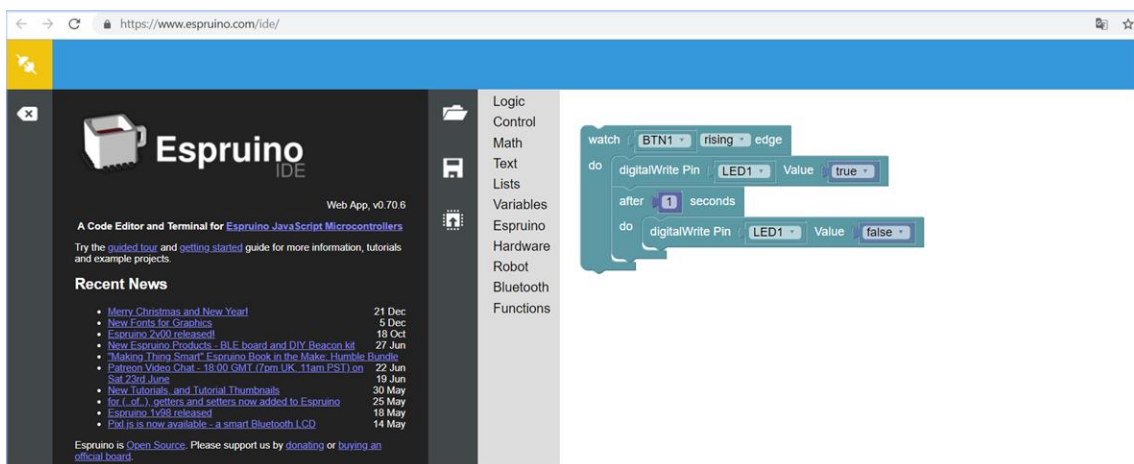 https://www.espruino.com/ide/
Espruino
IDE
Web App, v0.70.6
A Code Editor and Terminal for Espruino JavaScript Microcontrollers
Try the guided tour and getting started guide for more information, tutorials
and example projects.
Recent News
Merry Christmas and New Year! 21 Dec
New Fonts for Graphics 5 Dec
Espruino 2v00 released! 18 Oct
New Espruino Products - BLE board and DIY Beacon kit 27 Jun
"Making Thing Smart" Espruino Book in the Make: Humble Bundle
Patreon Video Chat - 18:00 GMT (7pm UK, 11am PST) on 22 Jun
Sat 23rd June 19 Jun
New Tutorials, and Tutorial Thumbnails 30 May
for (..of..), getters and setters now added to Espruino 25 May
Espruino 1v98 released 18 May
Pixl.js is now available - a smart Bluetooth LCD 14 May
Espruino is Open Source. Please support us by donating or buying an
official board.
Logic
Control
Math
Text
Lists
Variables
Espruino
Hardware
Robot
Bluetooth
Functions
watch BTN1 rising edge
do digitalWrite Pin LED1 Value true
after 1 seconds
do digitalWrite Pin LED1 Value false